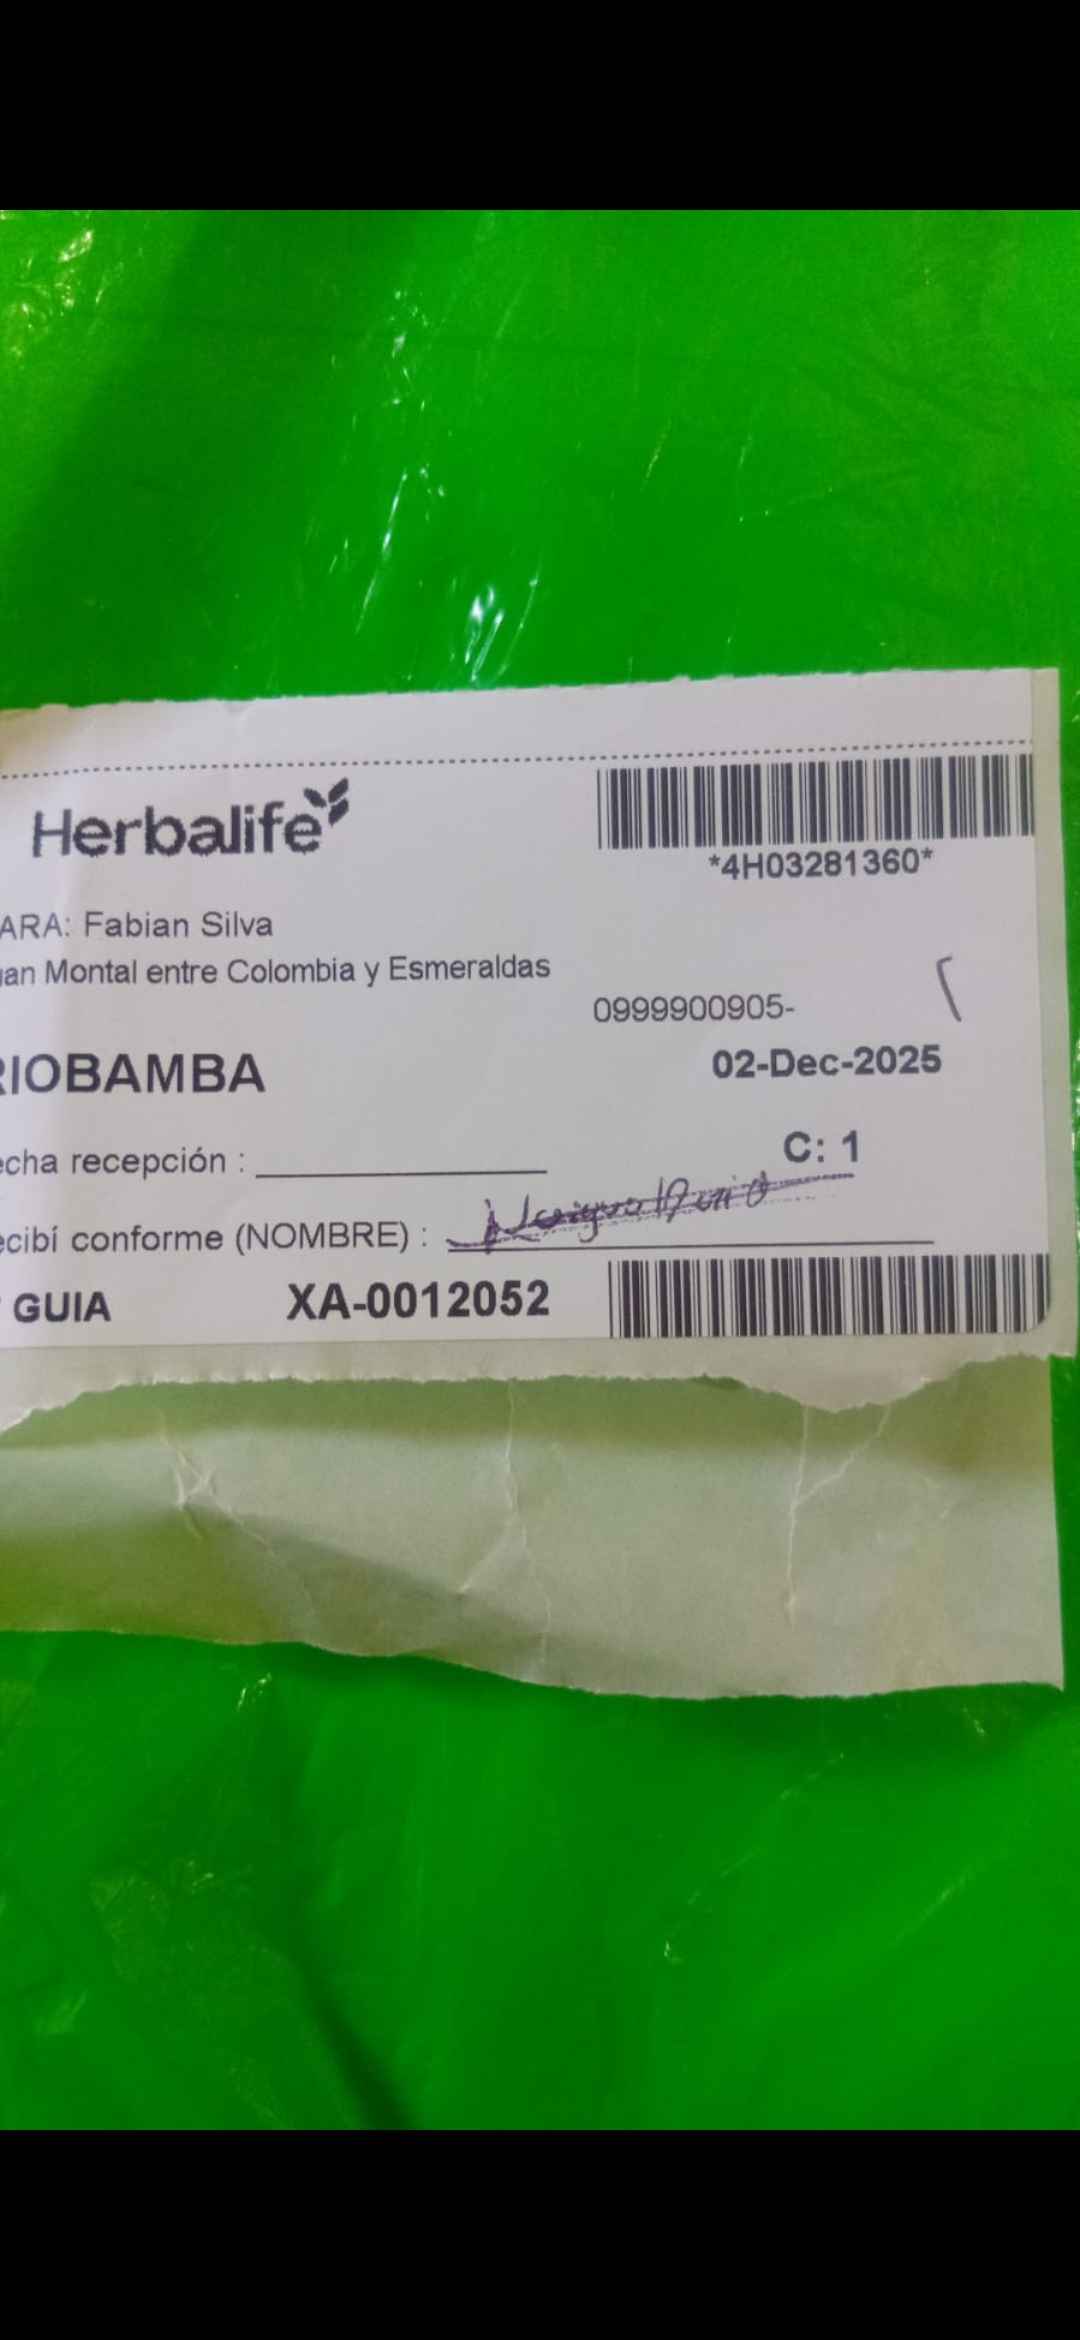 Herbalife
*4H03281360*
ARA: Fabian Silva
an Montal entre Colombia y Esmeraldas
0999900905-
RIOBAMBA
02-Dec-2025
echa recepción :
C: 1
ecibí conforme (NOMBRE) :
GUIA XA-0012052